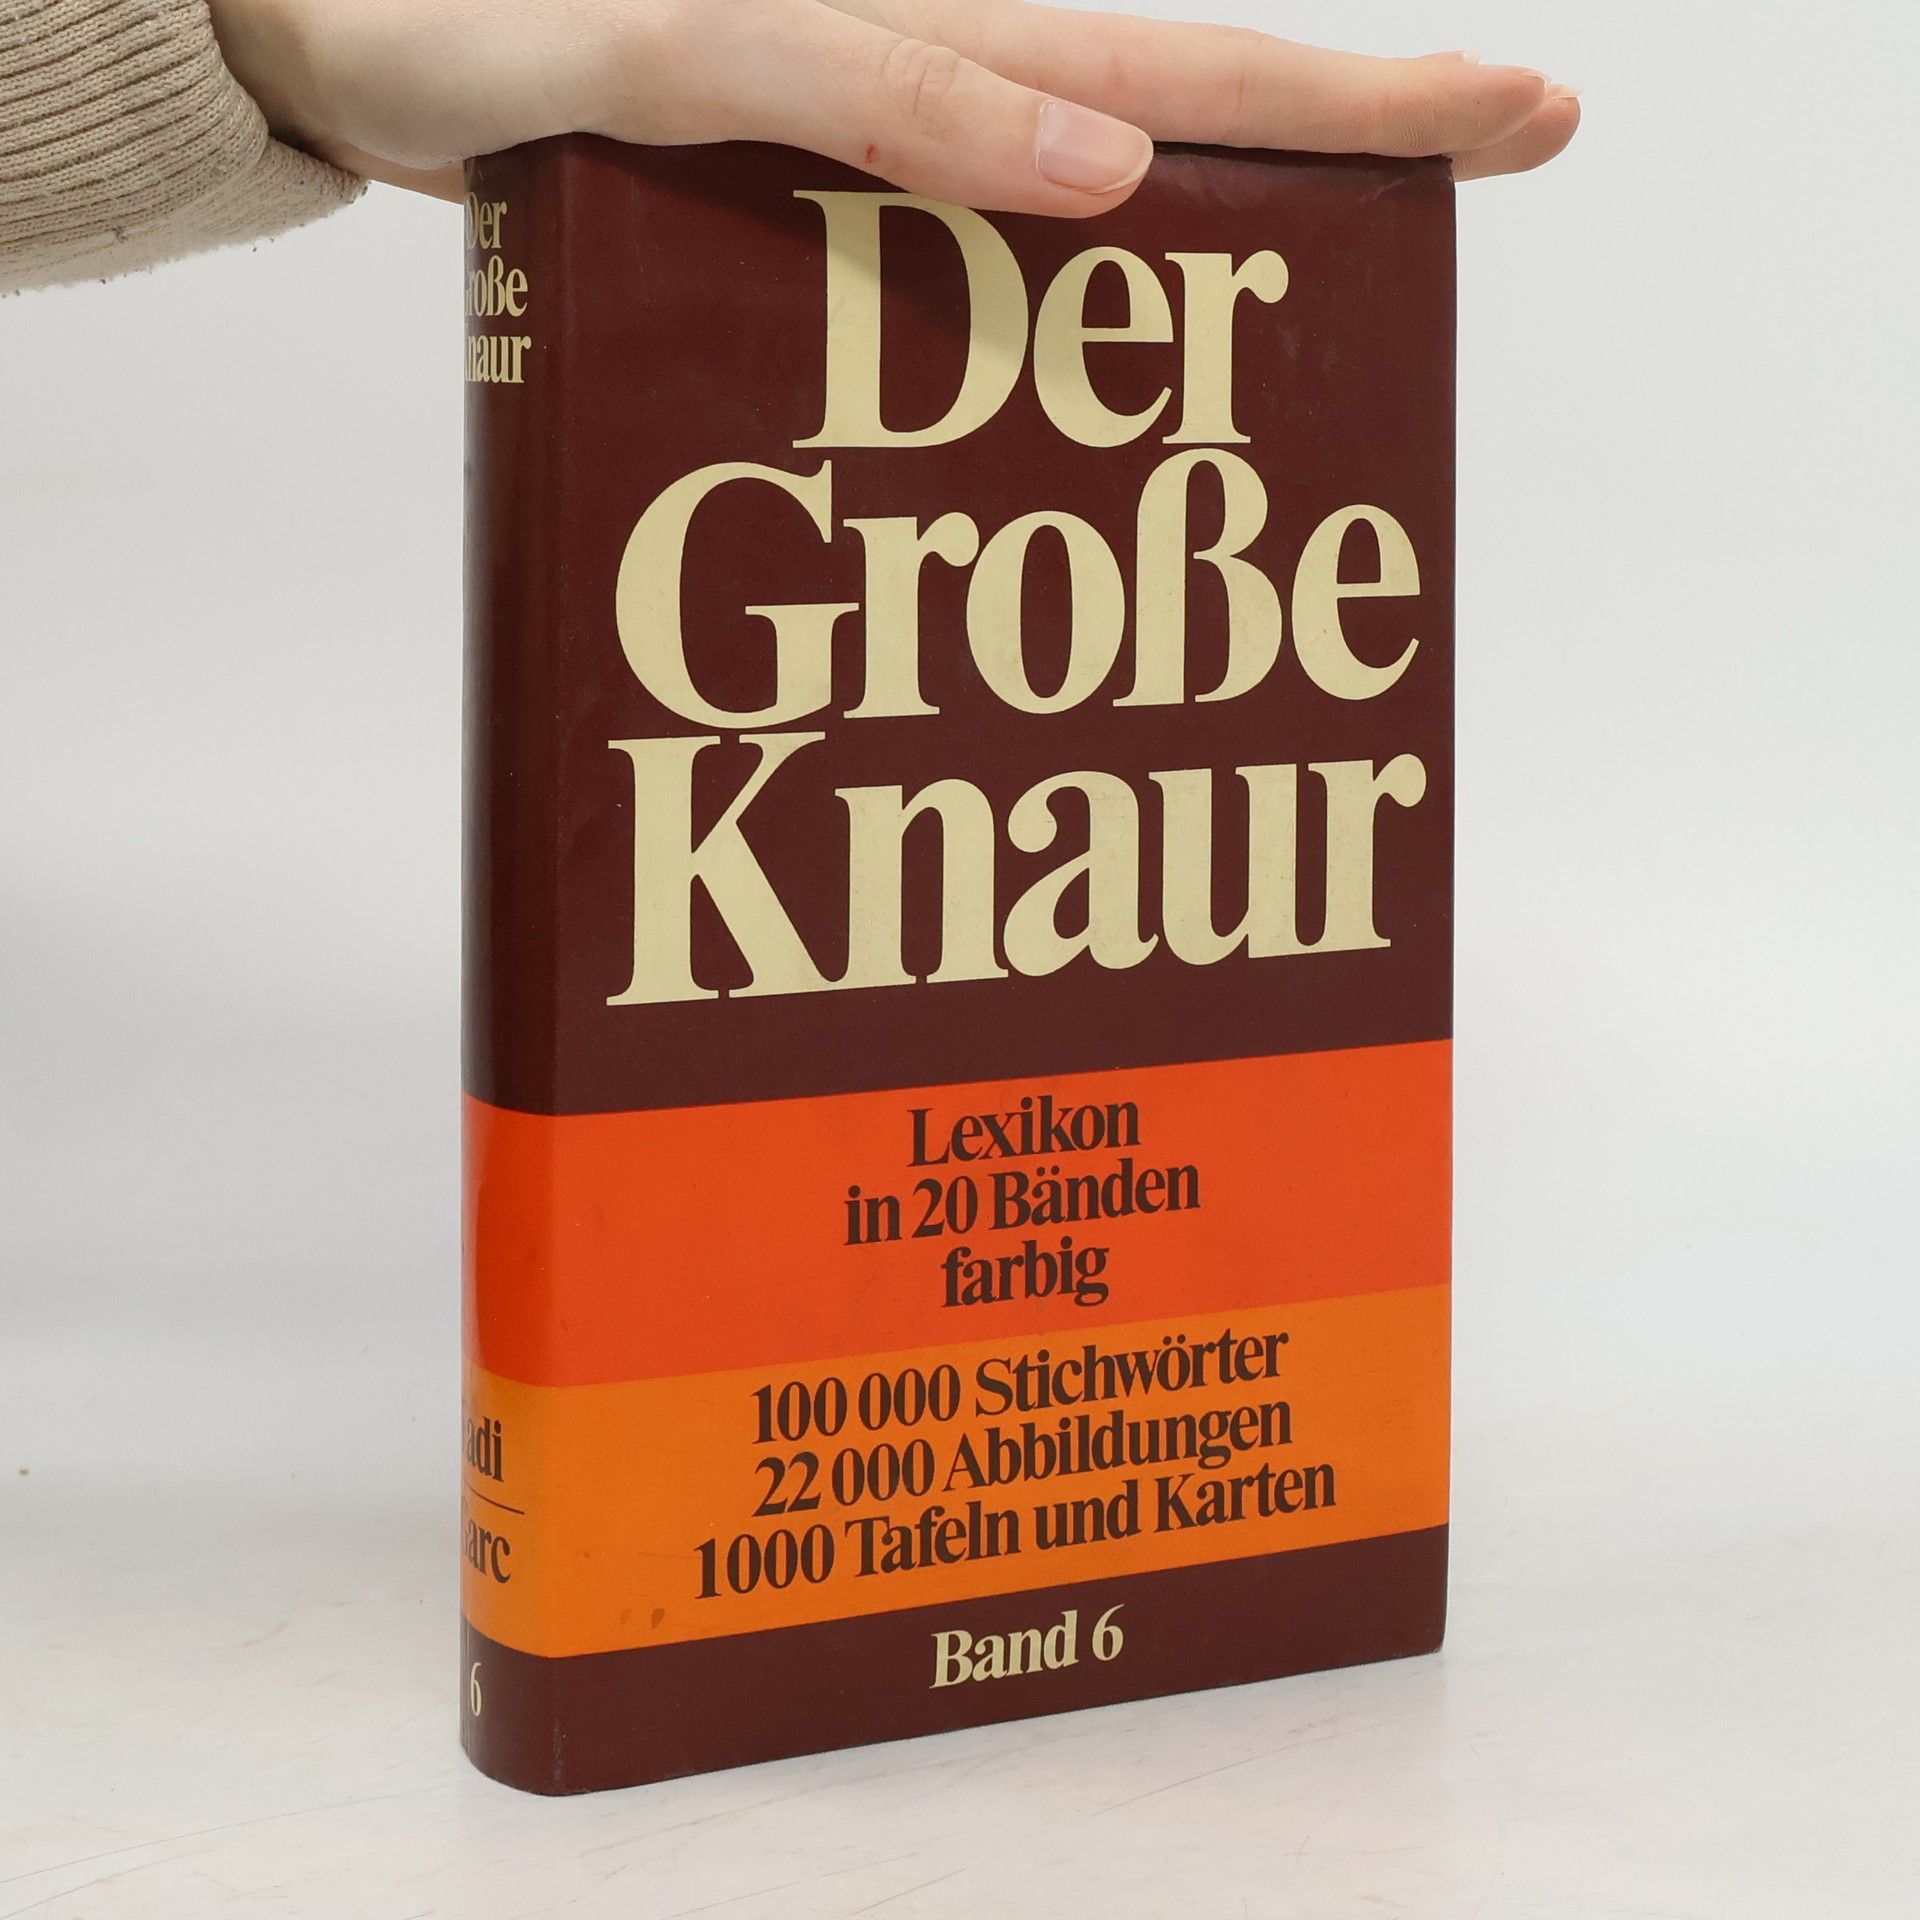 Der
Große
Knaur
Lexikon
in 20 Bänden
farbig
100 000 Stichwörter
22 000 Abbildungen
1000 Tafeln und Karten
Band 6
Der
Große
Knaur
6